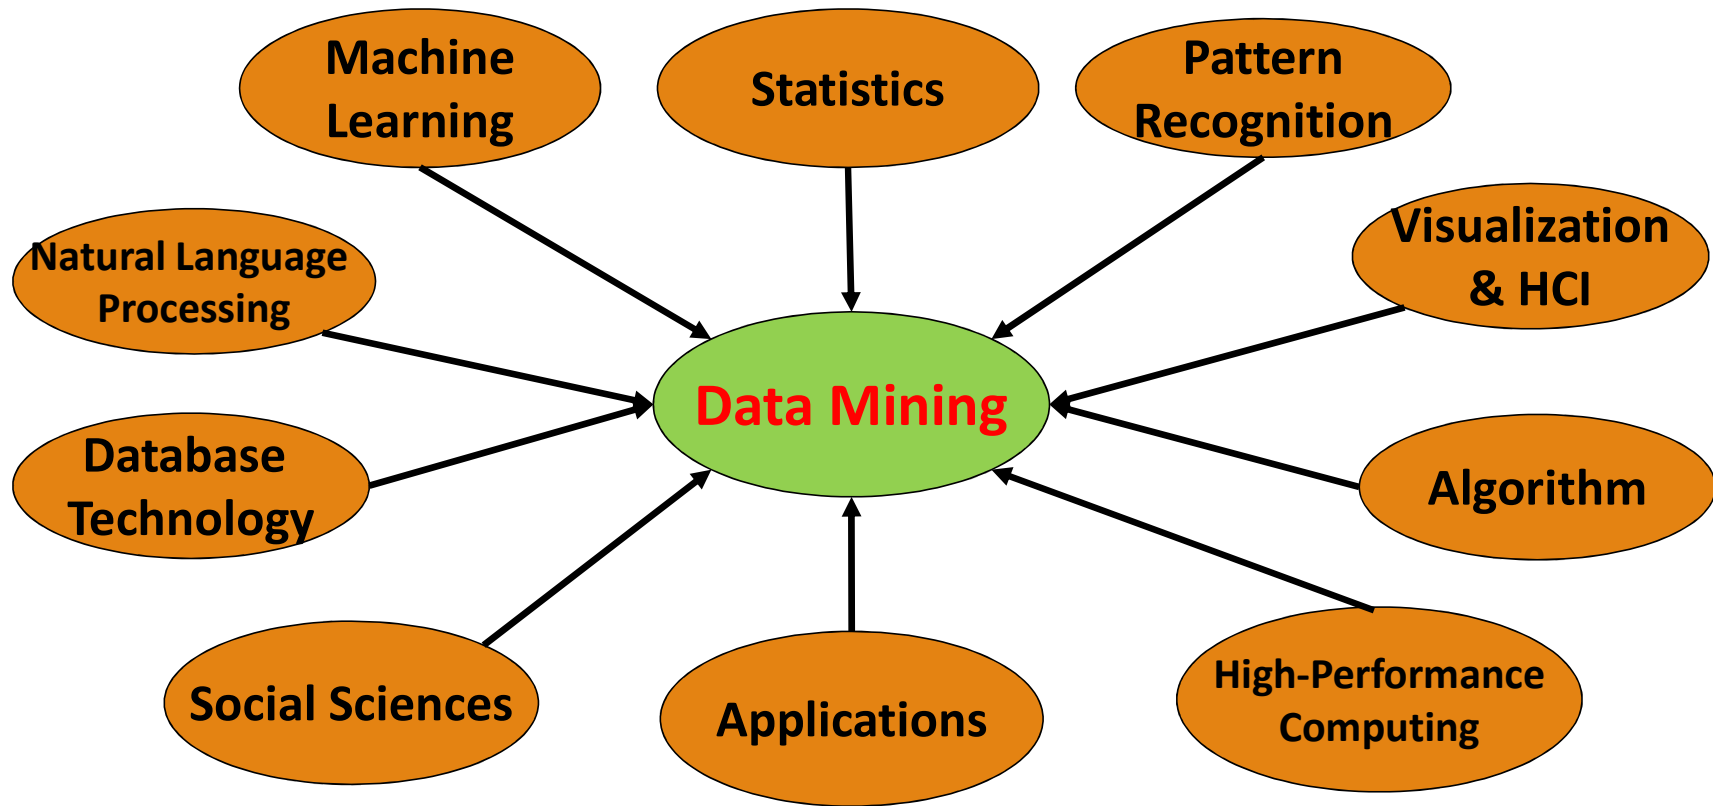 Machine
Learning
Statistics
Pattern
Recognition
Natural Language
Processing
Visualization
& HCI
Data Mining
Database
Technology
Algorithm
Social Sciences
Applications
High-Performance
Computing